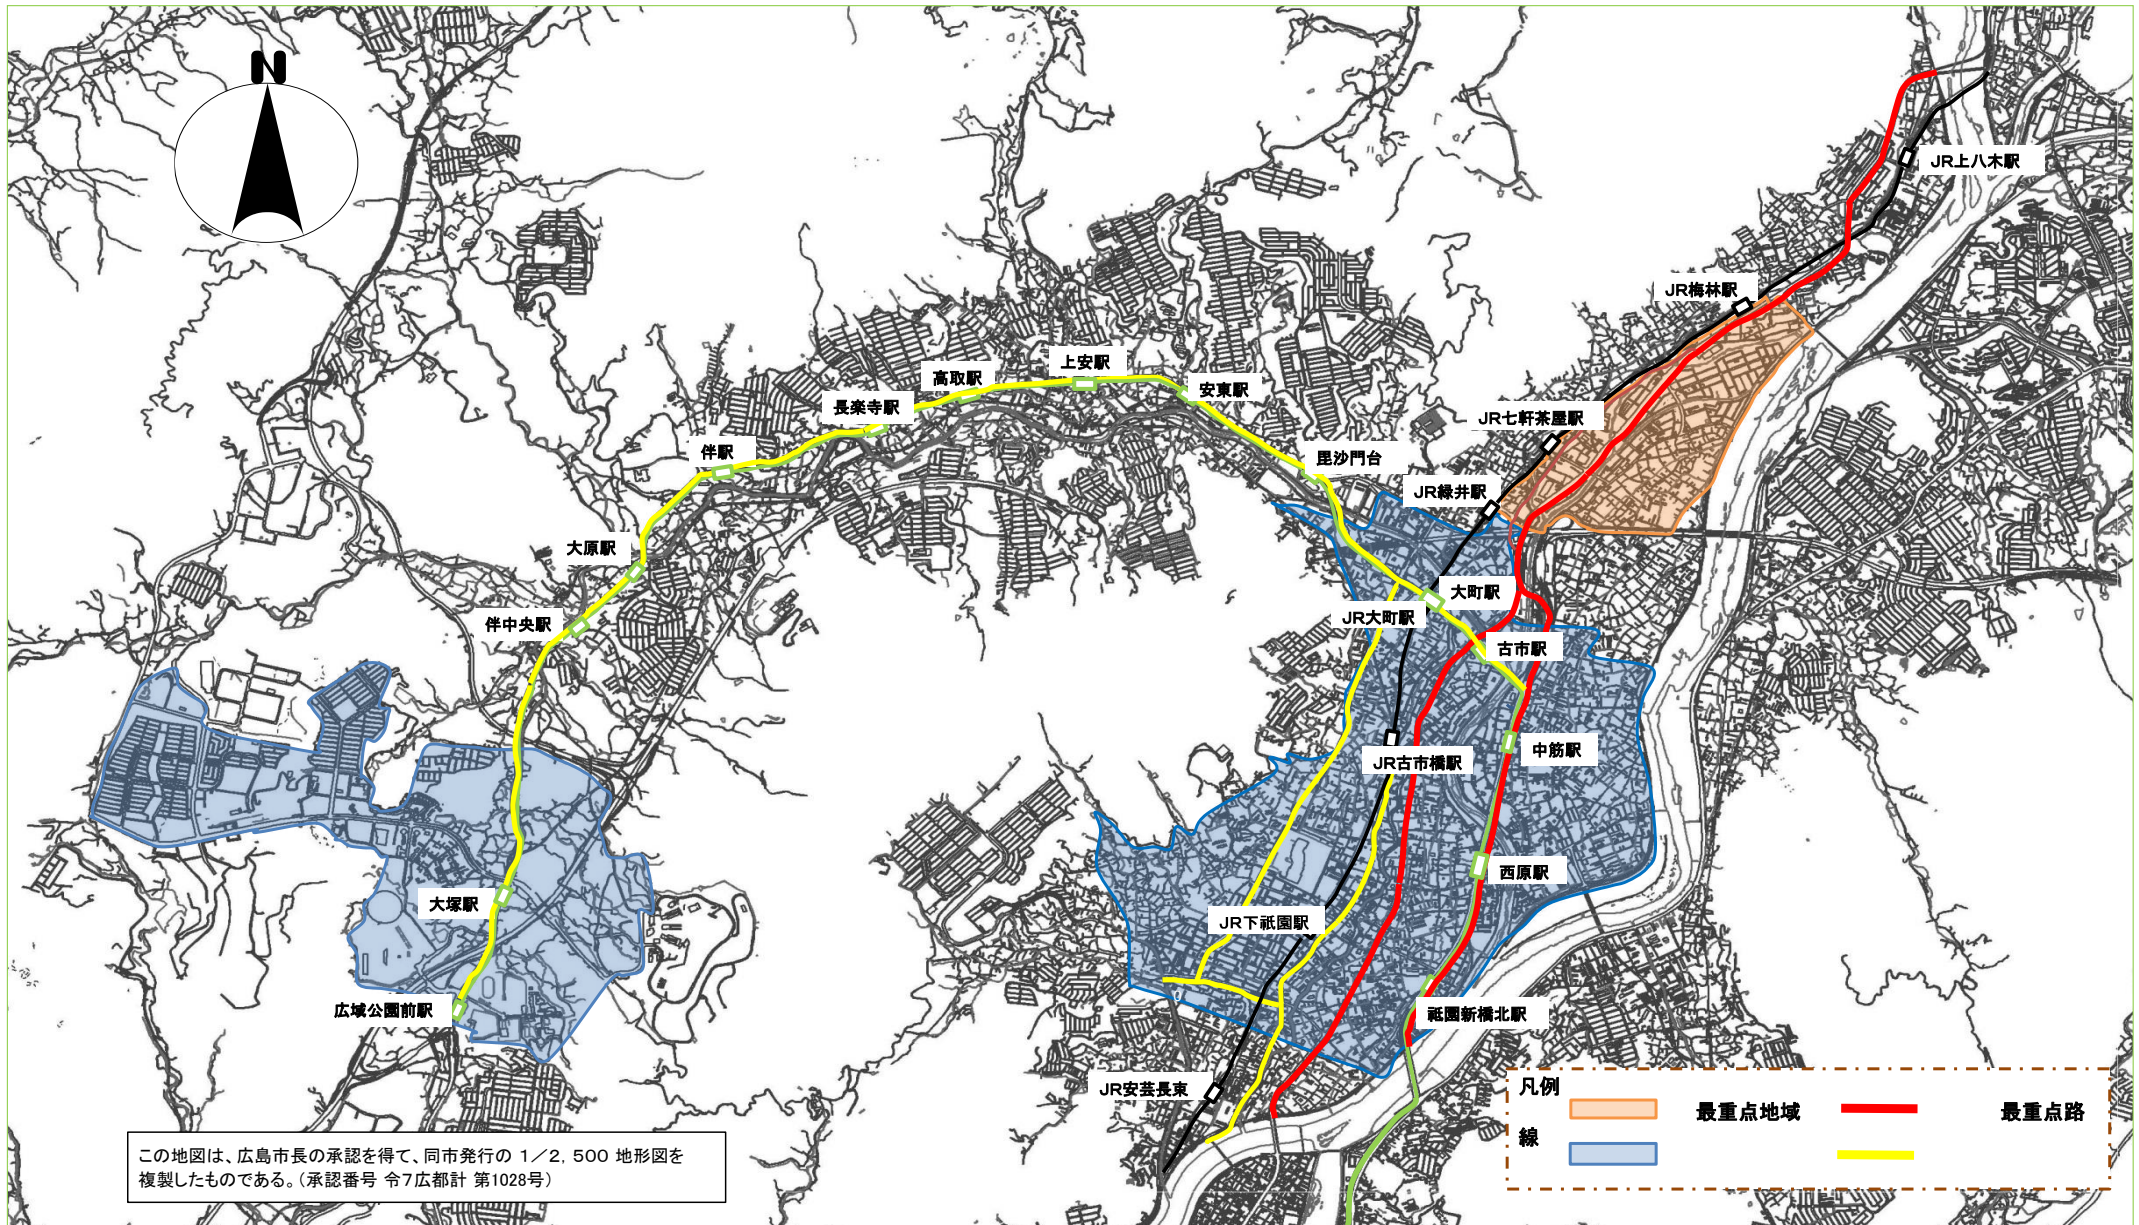 N
JR上八木駅
JR梅林駅
上安駅
高取駅
安東駅
長楽寺駅
JR七軒茶屋駅
伴駅
毘沙門台
JR緑井駅
大原駅
大町駅
JR大町駅
伴中央駅
古市駅
中筋駅
JR古市橋駅
西原駅
大塚駅
JR下祇園駅
広域公園前駅
祗園新橋北駅
JR安芸長束
凡例
最重点地域
最重点路
線
この地図は、広島市長の承認を得て、同市発行の 1/2,500 地形図を
複製したものである。(承認番号 令7広都計 第1028号)